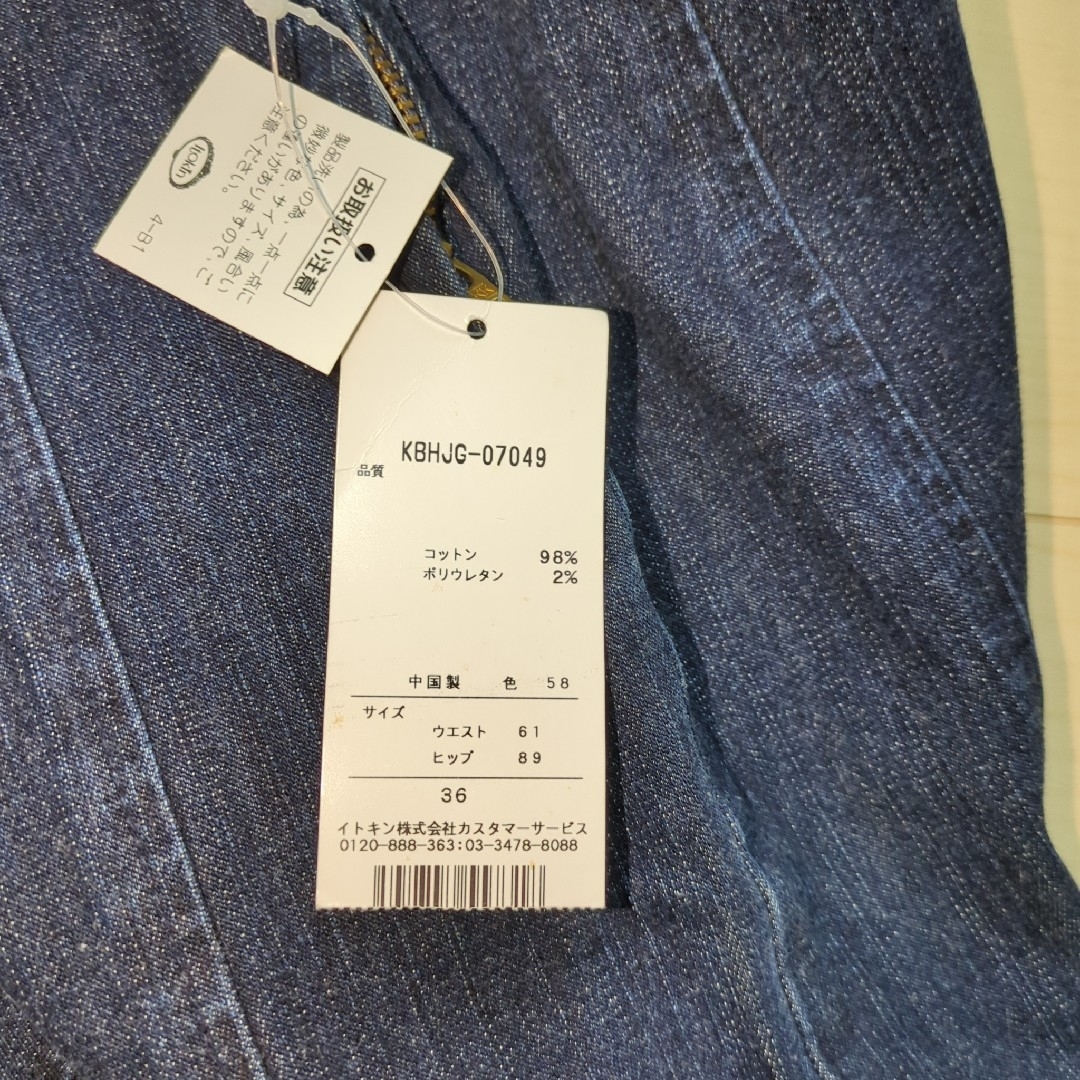 お取扱い注意
製品洗いの為、一点一点に
微妙な色、サイズ、風合い
の違いがありますので、ご
注意ください。
ITOKIN
4-B1
KBHJG-07049
品質
コットン 98%
ポリウレタン 2%
中国製 色 58
サイズ
ウエスト 61
ヒップ 89
36
イトキン株式会社カスタマーサービス
0120-888-363:03-3478-8088